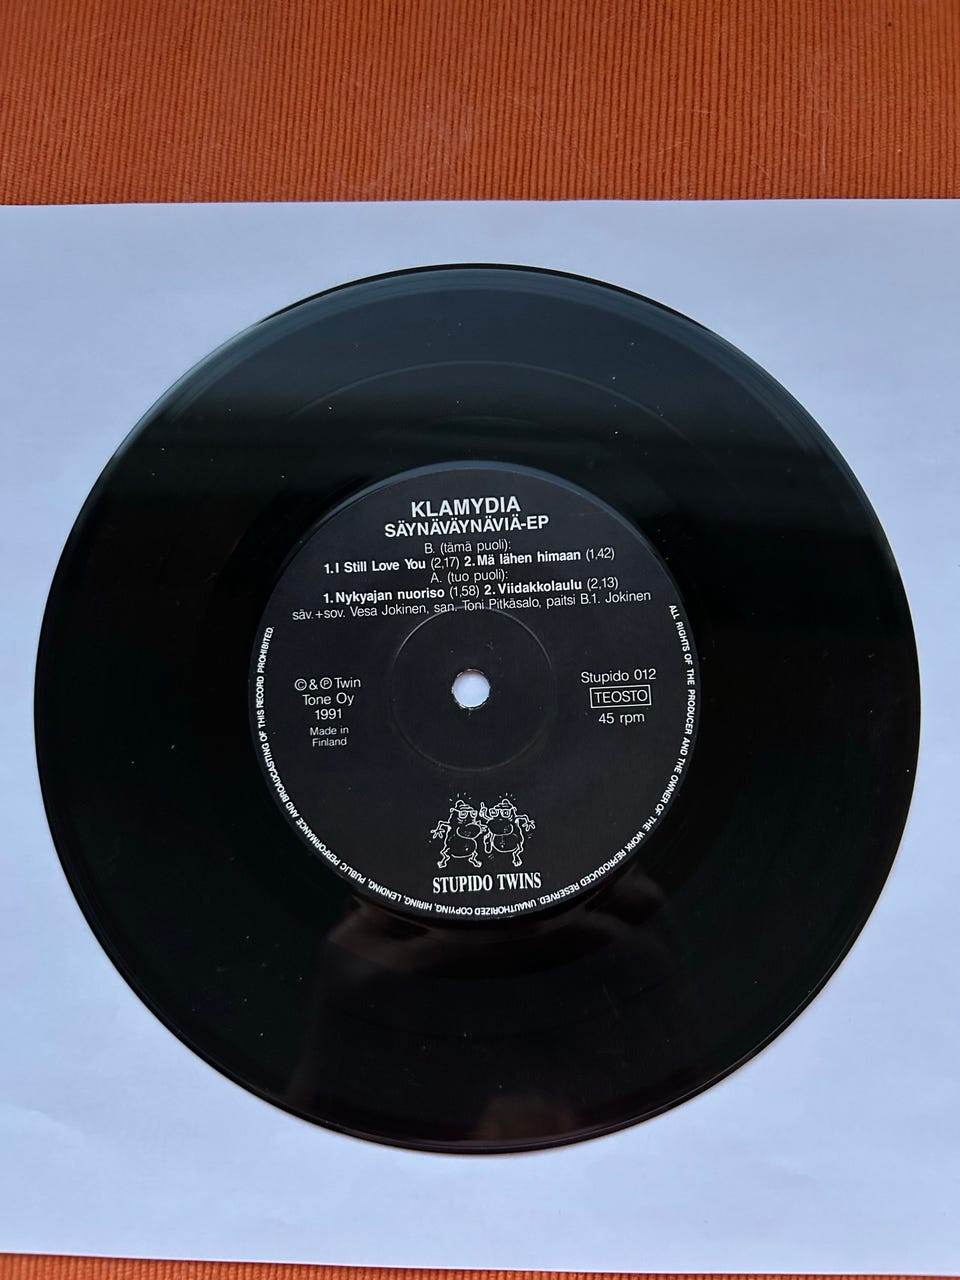 KLAMYDIA
SÄYNÄVÄYNÄVIÄ-EP
B. (tämä puoli):
1. I Still Love You (2,17) 2. Mä lähen himaan (1.42)
A. (tuo puoli):
1. Nykyajan nuoriso (1,58) 2. Viidakkolaulu (2,13)
säv.+sov. Vesa Jokinen, san. Toni Pitkäsalo, paitsi B.1. Jokinen
©&℗Twin
Tone Oy
1991
Made in
Finland
Stupido 012
TEOSTO
45 rpm
STUPIDO TWINS
ALL RIGHTS OF THE PRODUCER AND THE OWNER OF THE WORK REPRODUCED RESERVED. UNAUTHORIZED COPYING, HIRING, LENDING, PUBLIC PERFORMANCE AND BROADCASTING OF THIS RECORD PROHIBITED.